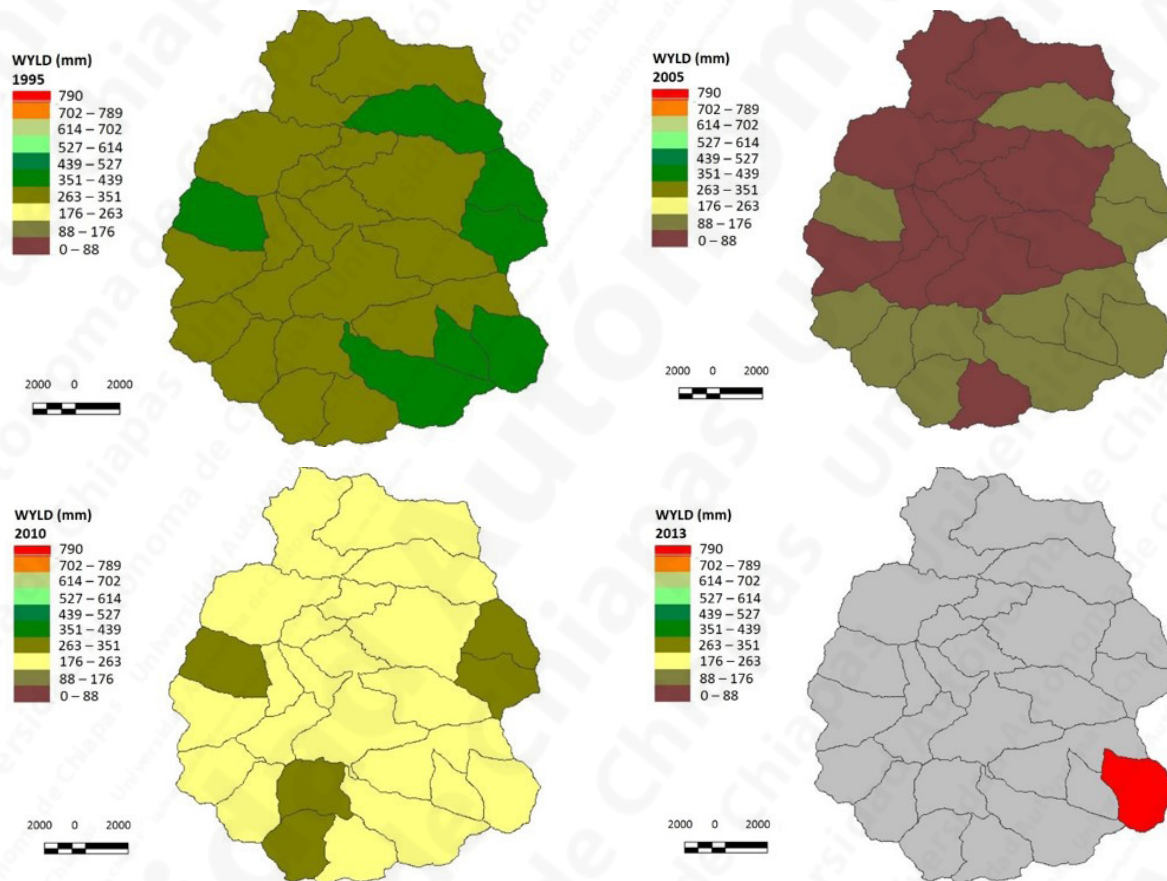 WYLD (mm)
1995
790
702 – 789
614 – 702
527 – 614
439 – 527
351 – 439
263 – 351
176 – 263
88 – 176
0 – 88
2000 0 2000
WYLD (mm)
2005
790
702 – 789
614 – 702
527 – 614
439 – 527
351 – 439
263 – 351
176 – 263
88 – 176
0 – 88
2000 0 2000
WYLD (mm)
2010
790
702 – 789
614 – 702
527 – 614
439 – 527
351 – 439
263 – 351
176 – 263
88 – 176
0 – 88
2000 0 2000
WYLD (mm)
2013
790
702 – 789
614 – 702
527 – 614
439 – 527
351 – 439
263 – 351
176 – 263
88 – 176
0 – 88
2000 0 2000